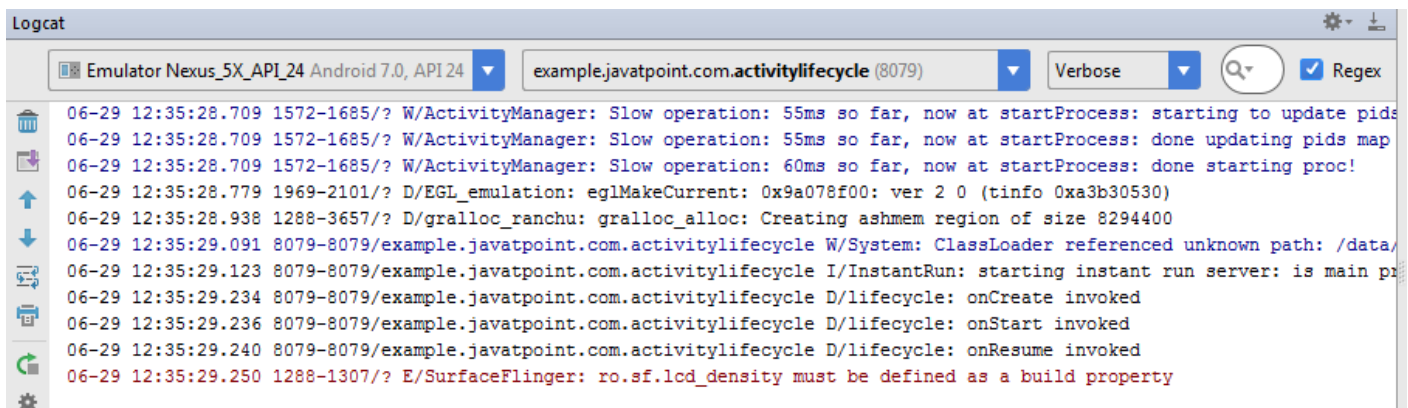 Logcat
Emulator Nexus_5X_API_24 Android 7.0, API 24 example.javatpoint.com.activitylifecycle (8079) Verbose Regex
06-29 12:35:28.709 1572-1685/? W/ActivityManager: Slow operation: 55ms so far, now at startProcess: starting to update pids
06-29 12:35:28.709 1572-1685/? W/ActivityManager: Slow operation: 55ms so far, now at startProcess: done updating pids map
06-29 12:35:28.709 1572-1685/? W/ActivityManager: Slow operation: 60ms so far, now at startProcess: done starting proc!
06-29 12:35:28.779 1969-2101/? D/EGL_emulation: eglMakeCurrent: 0x9a078f00: ver 2 0 (tinfo 0xa3b30530)
06-29 12:35:28.938 1288-3657/? D/gralloc_ranchu: gralloc_alloc: Creating ashmem region of size 8294400
06-29 12:35:29.091 8079-8079/example.javatpoint.com.activitylifecycle W/System: ClassLoader referenced unknown path: /data/
06-29 12:35:29.123 8079-8079/example.javatpoint.com.activitylifecycle I/InstantRun: starting instant run server: is main pr
06-29 12:35:29.234 8079-8079/example.javatpoint.com.activitylifecycle D/lifecycle: onCreate invoked
06-29 12:35:29.236 8079-8079/example.javatpoint.com.activitylifecycle D/lifecycle: onStart invoked
06-29 12:35:29.240 8079-8079/example.javatpoint.com.activitylifecycle D/lifecycle: onResume invoked
06-29 12:35:29.250 1288-1307/? E/SurfaceFlinger: ro.sf.lcd_density must be defined as a build property